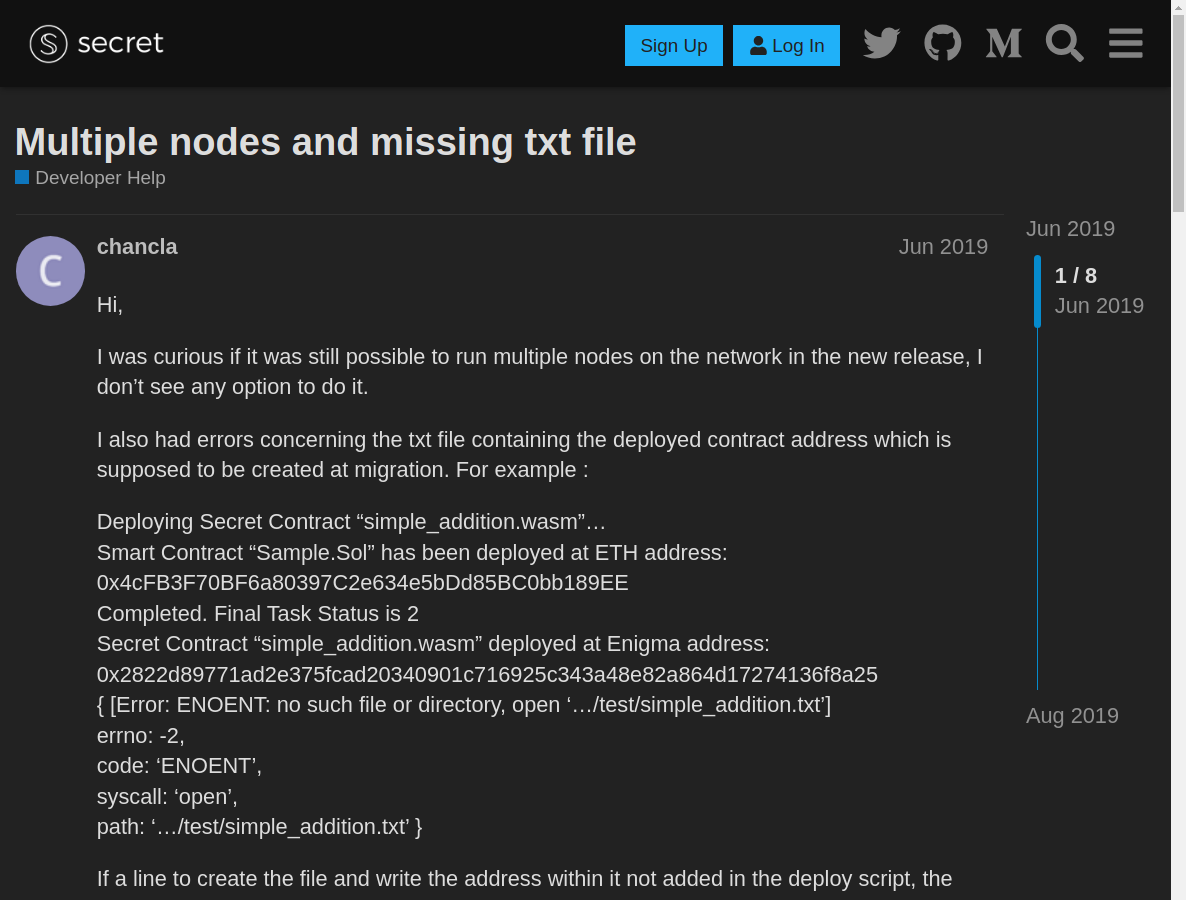 secret
Sign Up
Log In
Multiple nodes and missing txt file
Developer Help
Jun 2019
C
chancla
Jun 2019
1 / 8
Jun 2019
Hi,
I was curious if it was still possible to run multiple nodes on the network in the new release, I
don’t see any option to do it.
I also had errors concerning the txt file containing the deployed contract address which is
supposed to be created at migration. For example :
Deploying Secret Contract “simple_addition.wasm”…
Smart Contract “Sample.Sol” has been deployed at ETH address:
0x4cFB3F70BF6a80397C2e634e5bDd85BC0bb189EE
Completed. Final Task Status is 2
Secret Contract “simple_addition.wasm” deployed at Enigma address:
0x2822d89771ad2e375fcad20340901c716925c343a48e82a864d17274136f8a25
{ [Error: ENOENT: no such file or directory, open ‘…/test/simple_addition.txt’]
errno: -2,
code: ‘ENOENT’,
syscall: ‘open’,
path: ‘…/test/simple_addition.txt’ }
Aug 2019
If a line to create the file and write the address within it not added in the deploy script, the